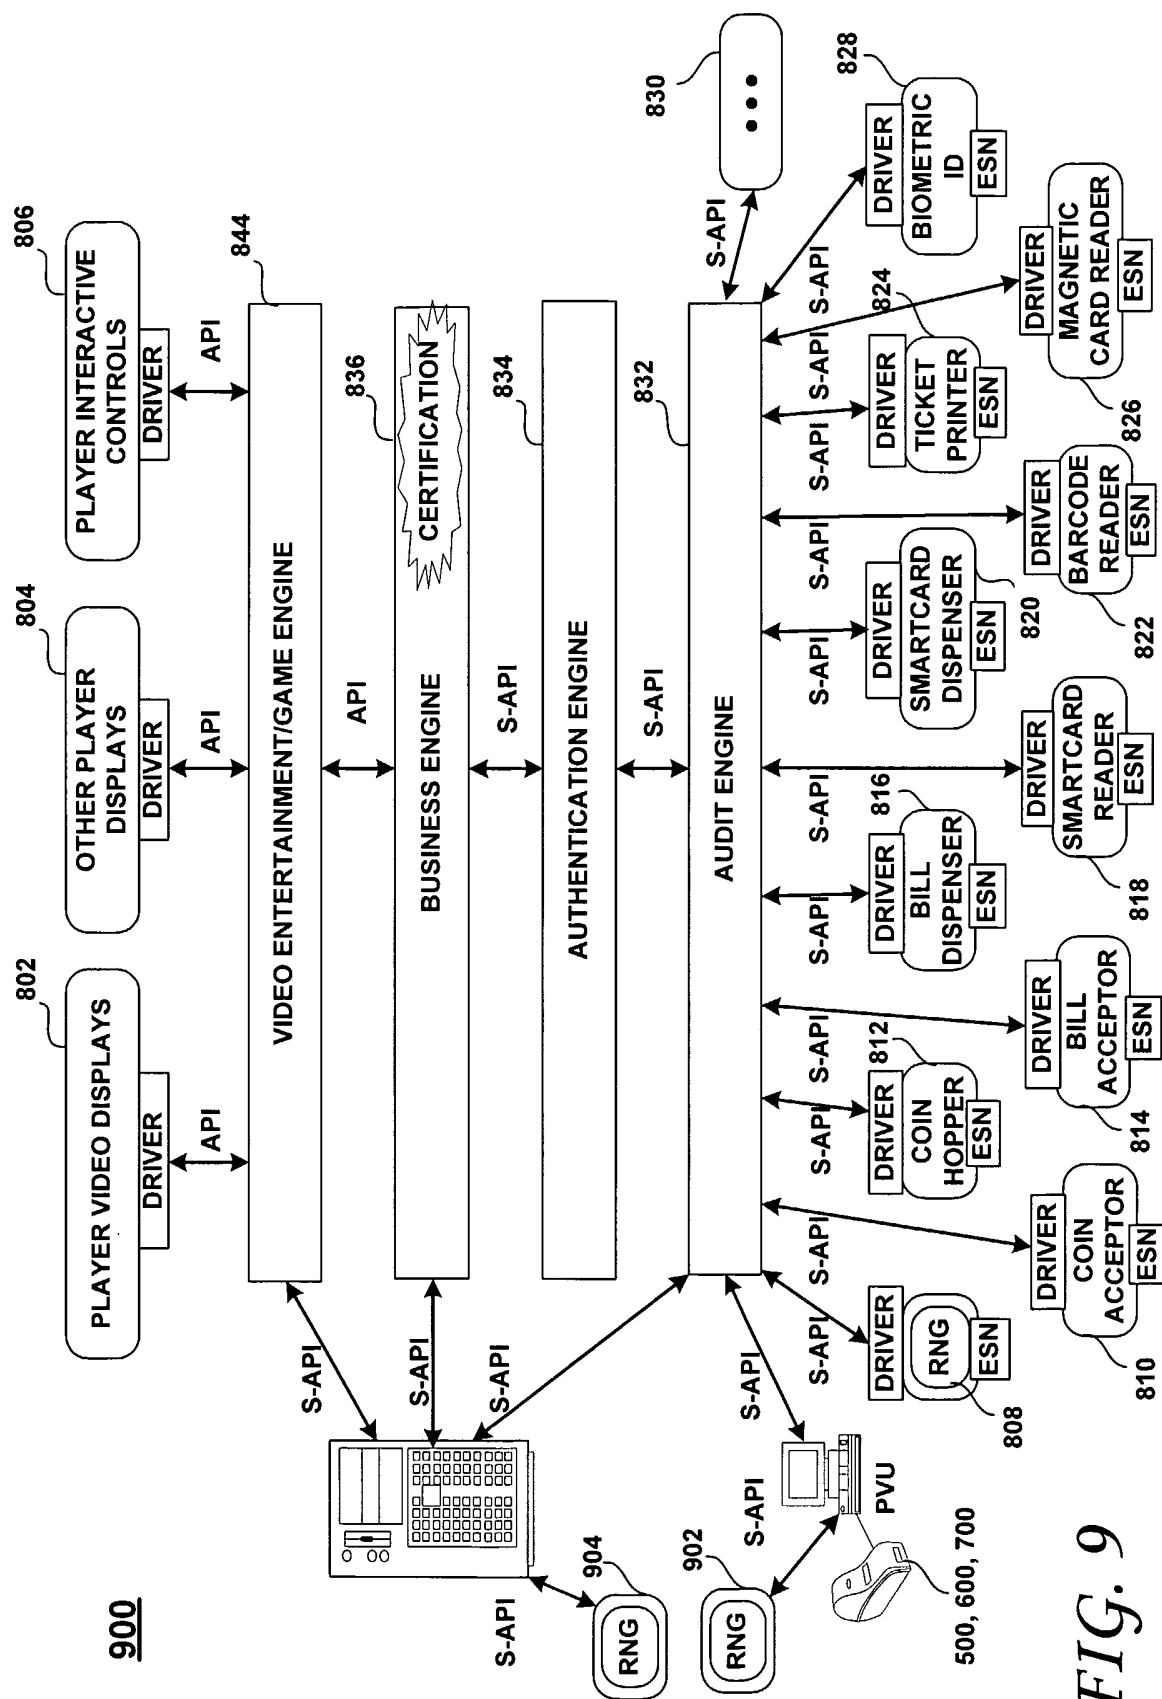 900
802
PLAYER VIDEO DISPLAYS
DRIVER
API
804
OTHER PLAYER
DISPLAYS
DRIVER
API
806
PLAYER INTERACTIVE
CONTROLS
DRIVER
API
844
VIDEO ENTERTAINMENT/GAME ENGINE
API
836
BUSINESS ENGINE
CERTIFICATION
S-API
834
AUTHENTICATION ENGINE
S-API
832
AUDIT ENGINE
S-API
S-API
S-API
S-API
RNG
904
RNG
902
S-API
S-API
PVU
500, 600, 700
S-API
DRIVER
RNG
ESN
808
S-API
DRIVER
COIN
ACCEPTOR
ESN
810
S-API
812
DRIVER
COIN
HOPPER
ESN
S-API
DRIVER
BILL
ACCEPTOR
ESN
814
S-API
816
DRIVER
BILL
DISPENSER
ESN
S-API
DRIVER
SMARTCARD
READER
ESN
818
S-API
DRIVER
SMARTCARD
DISPENSER
ESN
820
S-API
DRIVER
BARCODE
READER
ESN
822
S-API
824
DRIVER
TICKET
PRINTER
ESN
S-API
DRIVER
MAGNETIC
CARD READER
ESN
826
S-API
828
DRIVER
BIOMETRIC
ID
ESN
S-API
830
...
FIG. 9